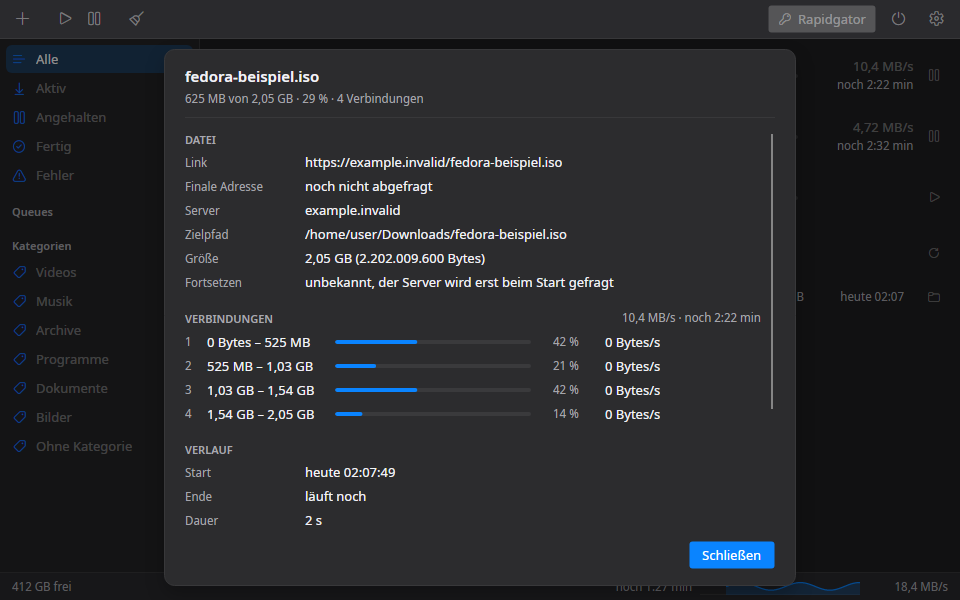 Rapidgator
Alle
Aktiv
Angehalten
Fertig
Fehler
Queues
Kategorien
Videos
Musik
Archive
Programme
Dokumente
Bilder
Ohne Kategorie
fedora-beispiel.iso
625 MB von 2,05 GB · 29 % · 4 Verbindungen
DATEI
Link https://example.invalid/fedora-beispiel.iso
Finale Adresse noch nicht abgefragt
Server example.invalid
Zielpfad /home/user/Downloads/fedora-beispiel.iso
Größe 2,05 GB (2.202.009.600 Bytes)
Fortsetzen unbekannt, der Server wird erst beim Start gefragt
VERBINDUNGEN 10,4 MB/s · noch 2:22 min
1 0 Bytes – 525 MB 42 % 0 Bytes/s
2 525 MB – 1,03 GB 21 % 0 Bytes/s
3 1,03 GB – 1,54 GB 42 % 0 Bytes/s
4 1,54 GB – 2,05 GB 14 % 0 Bytes/s
VERLAUF
Start heute 02:07:49
Ende läuft noch
Dauer 2 s
Schließen
10,4 MB/s
noch 2:22 min
4,72 MB/s
noch 2:32 min
B heute 02:07
412 GB frei
noch 1:27 min
18,4 MB/s